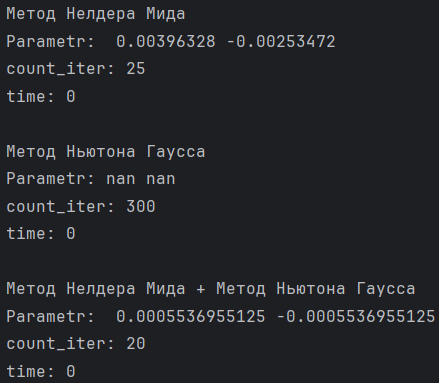 Метод Нелдера Мида
Parametr:  0.00396328 -0.00253472
count_iter: 25
time: 0
Метод Ньютона Гаусса
Parametr: nan nan
count_iter: 300
time: 0
Метод Нелдера Мида + Метод Ньютона Гаусса
Parametr:  0.0005536955125 -0.0005536955125
count_iter: 20
time: 0